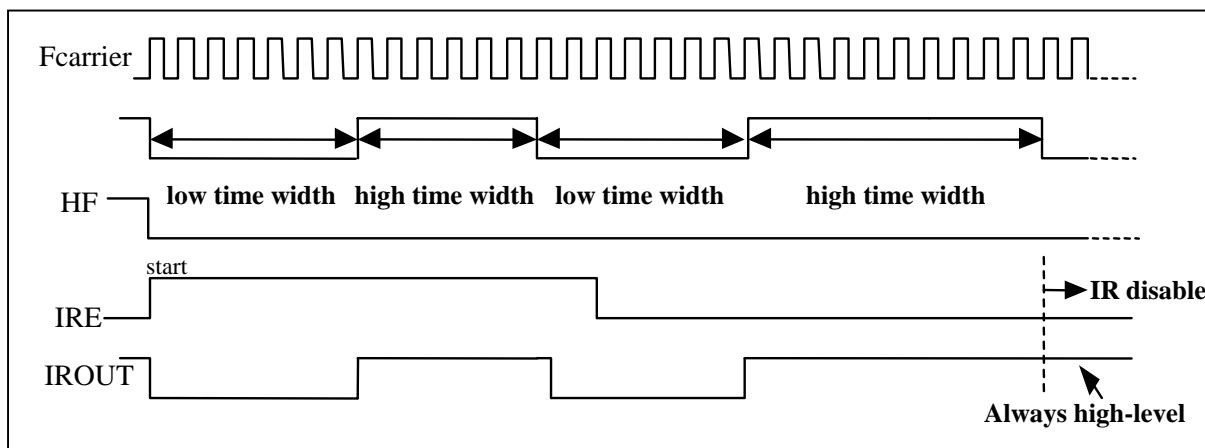 Fcarrier
low time width high time width low time width high time width
HF
start
IRE
IR disable
IROUT
Always high-level